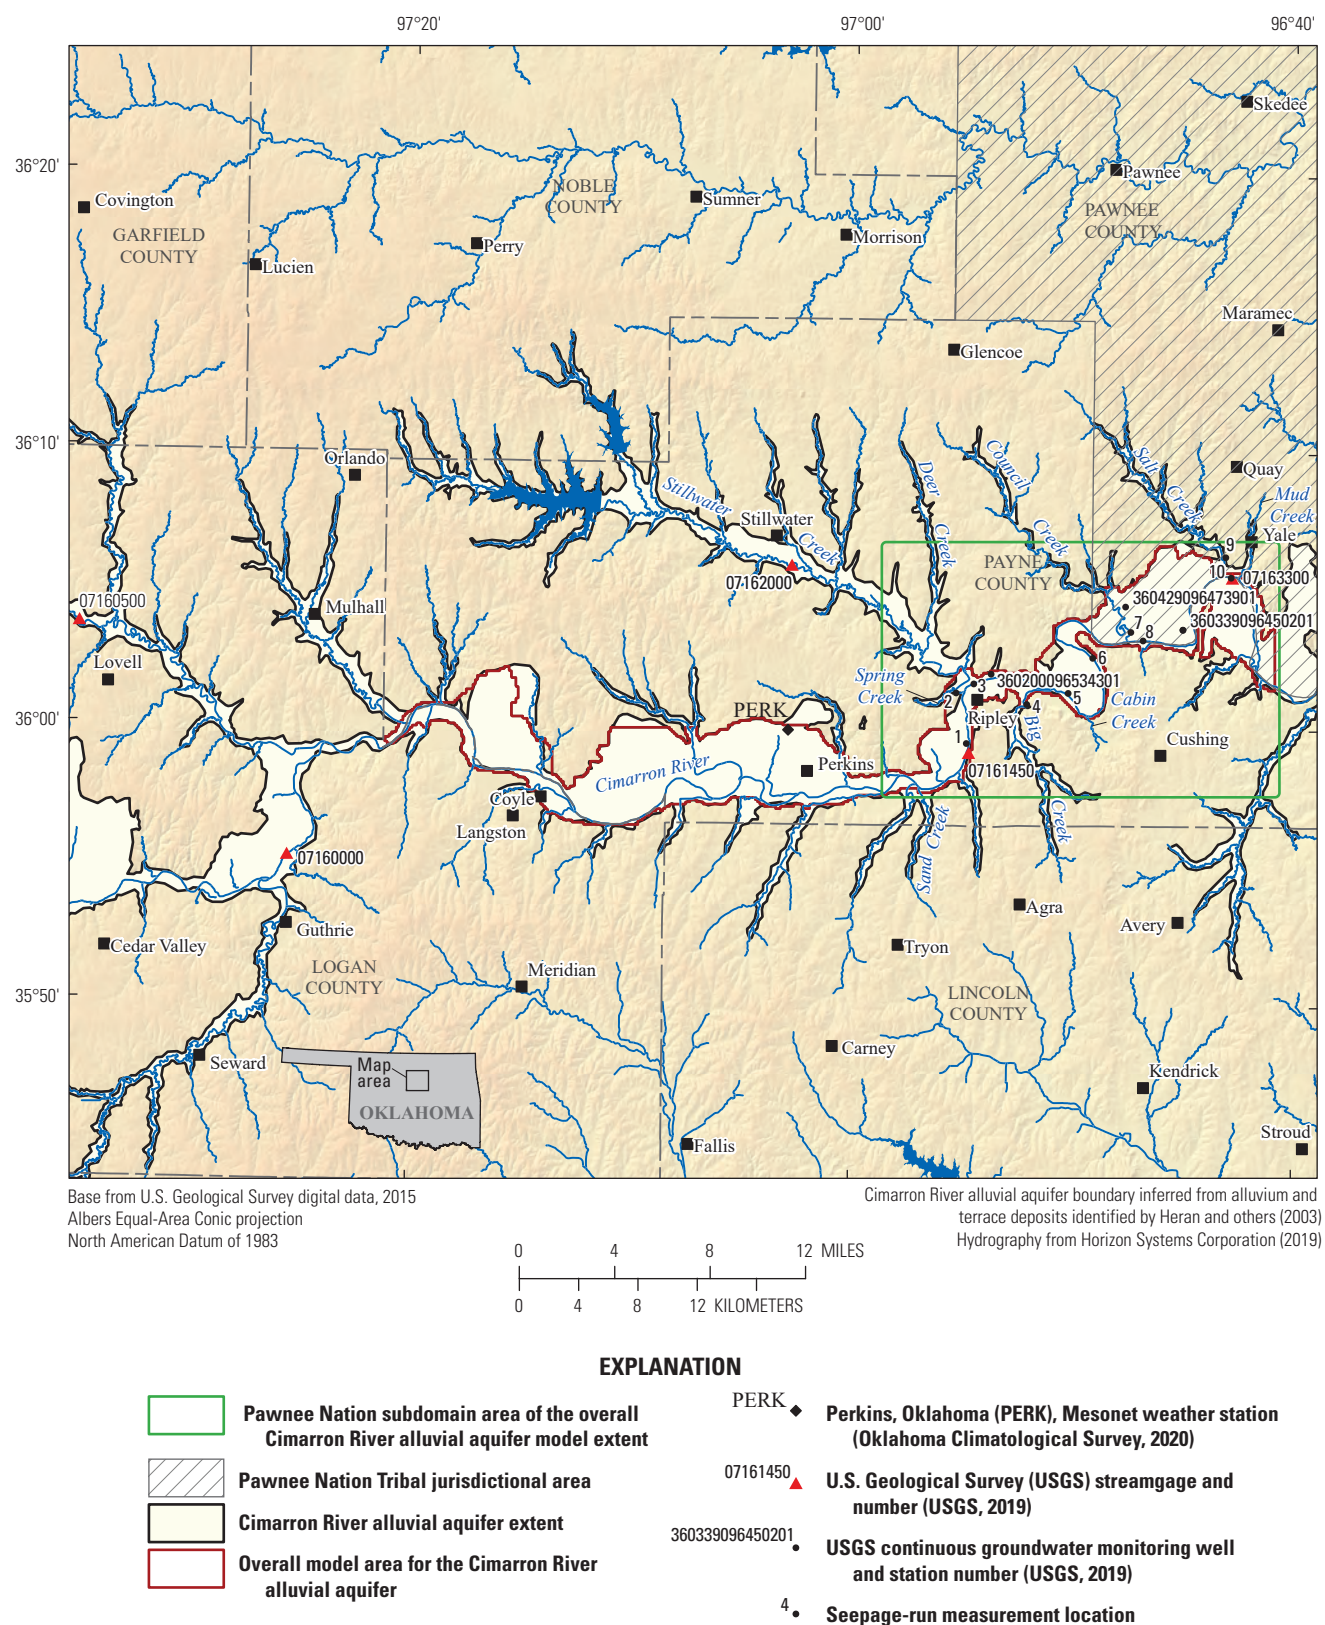 97°20'
97°00'
96°40'
36°20'
36°10'
36°00'
35°50'
Skedee
Pawnee
PAWNEE
COUNTY
Covington
GARFIELD
COUNTY
NOBLE
COUNTY
Sumner
Perry
Lucien
Morrison
Maramec
Glencoe
Orlando
Quay
Mud
Creek
Yale
Salt
Creek
Council
Creek
Deer
Creek
Stillwater
Creek
Stillwater
07162000
PAYNE
COUNTY
9
10
07163300
360429096473901
360339096450201
7
8
6
07160500
Lovell
Mulhall
Spring
Creek
2
3
360200096534301
Ripley
4
5
Cabin
Creek
Big
Creek
1
07161450
Cushing
PERK
Perkins
Cimarron River
Coyle
Langston
Sand Creek
07160000
Guthrie
Cedar Valley
LOGAN
COUNTY
Meridian
Agra
Avery
Tryon
LINCOLN
COUNTY
Carney
Kendrick
Seward
Map
area
OKLAHOMA
Fallis
Stroud
Base from U.S. Geological Survey digital data, 2015
Albers Equal-Area Conic projection
North American Datum of 1983
Cimarron River alluvial aquifer boundary inferred from alluvium and
terrace deposits identified by Heran and others (2003)
Hydrography from Horizon Systems Corporation (2019)
0 4 8 12 MILES
0 4 8 12 KILOMETERS
EXPLANATION
Pawnee Nation subdomain area of the overall
Cimarron River alluvial aquifer model extent
Pawnee Nation Tribal jurisdictional area
Cimarron River alluvial aquifer extent
Overall model area for the Cimarron River
alluvial aquifer
PERK
Perkins, Oklahoma (PERK), Mesonet weather station
(Oklahoma Climatological Survey, 2020)
07161450
U.S. Geological Survey (USGS) streamgage and
number (USGS, 2019)
360339096450201
USGS continuous groundwater monitoring well
and station number (USGS, 2019)
4
Seepage-run measurement location